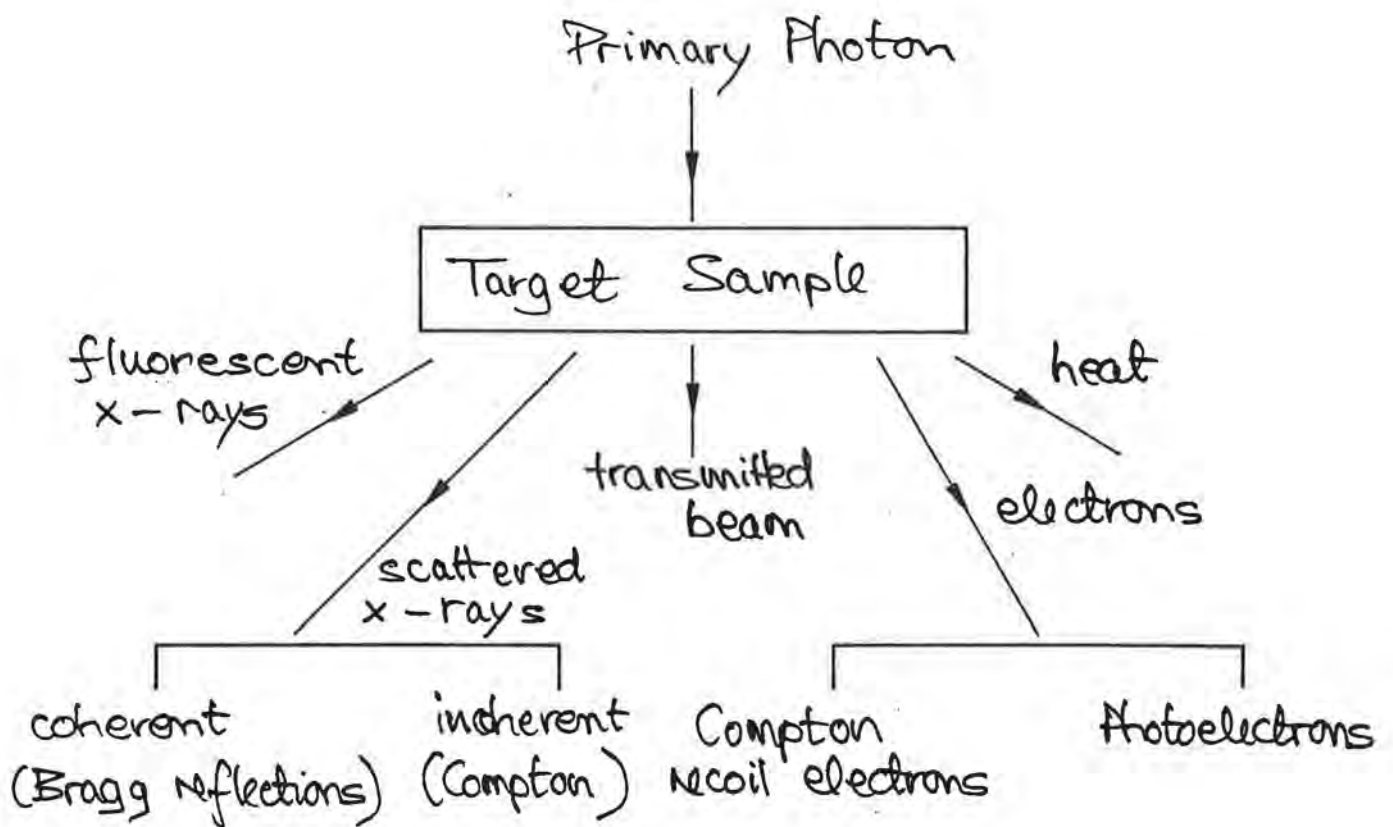 Primary Photon
Target Sample
fluorescent
x-rays
heat
transmitted
beam
electrons
scattered
x-rays
coherent
(Bragg reflections)
incherent
(Compton)
Compton
recoil electrons
Photoelectrons